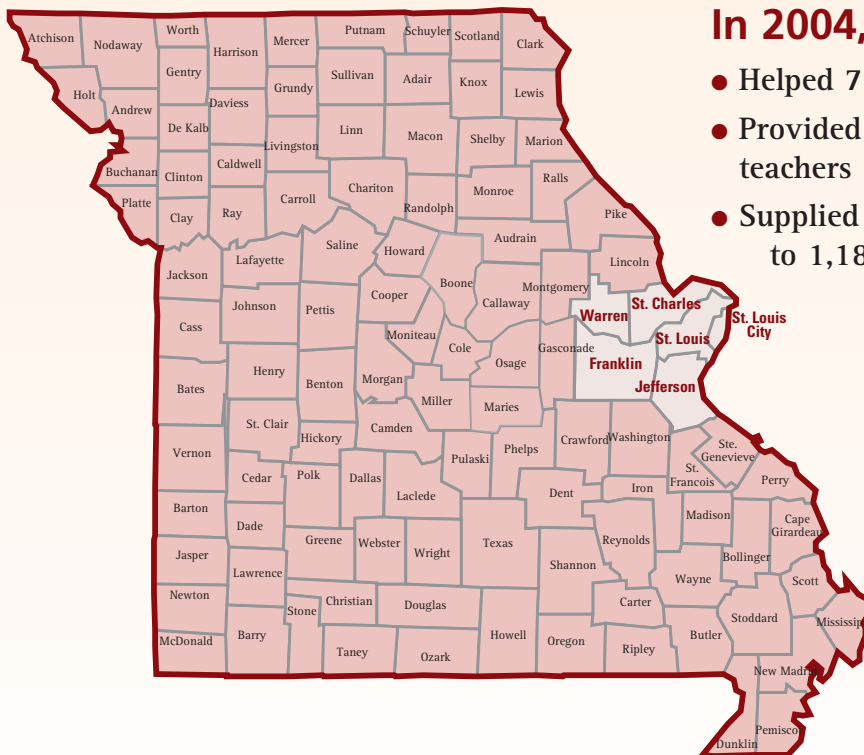 In 2004,
Helped 7
Provided
teachers
Supplied
to 1,18
Atchison
Nodaway
Worth
Harrison
Mercer
Putnam
Schuyler
Scotland
Clark
Holt
Andrew
Gentry
Daviess
Grundy
Sullivan
Adair
Knox
Lewis
De Kalb
Livingston
Linn
Macon
Shelby
Marion
Buchanan
Clinton
Caldwell
Chariton
Randolph
Monroe
Ralls
Platte
Clay
Ray
Carroll
Pike
Saline
Howard
Audrain
Lincoln
Jackson
Lafayette
Cooper
Boone
Callaway
Montgomery
Warren
St. Charles
St. Louis
City
Cass
Johnson
Pettis
Moniteau
Cole
Osage
Gasconade
Franklin
St. Louis
Jefferson
Bates
Henry
Benton
Morgan
Miller
Maries
St. Clair
Hickory
Camden
Vernon
Cedar
Polk
Dallas
Laclede
Pulaski
Phelps
Crawford
Washington
Ste.
Genevieve
St.
Francois
Perry
Barton
Dade
Dent
Iron
Madison
Cape
Girardeau
Jasper
Greene
Webster
Wright
Texas
Shannon
Reynolds
Bollinger
Lawrence
Wayne
Scott
Newton
Christian
Stone
Douglas
Carter
Stoddard
Mississip
McDonald
Barry
Taney
Ozark
Howell
Oregon
Ripley
Butler
New Madrid
Pemiscot
Dunklin